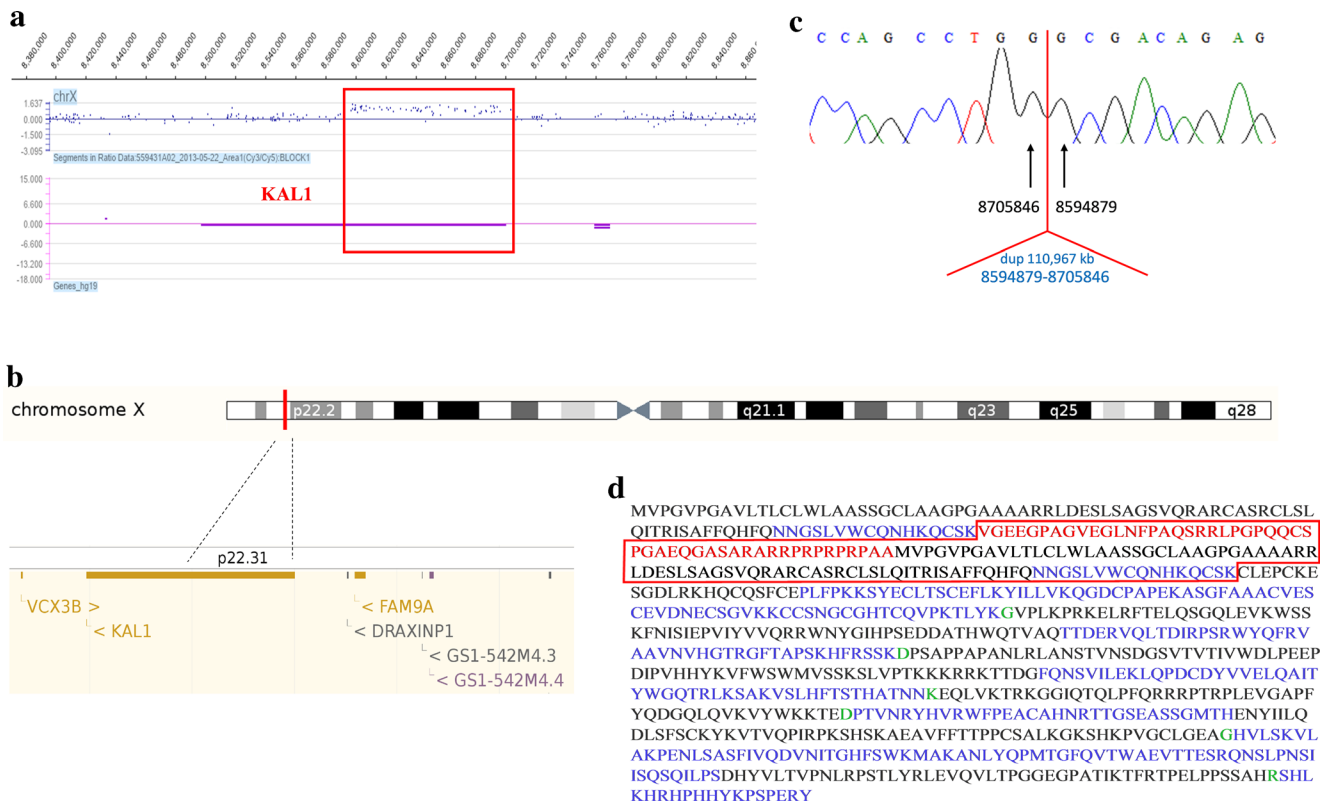 a
8.380.000 8.400.000 8.420.000 8.440.000 8.460.000 8.480.000 8.500.000 8.520.000 8.540.000 8.560.000 8.580.000 8.600.000 8.620.000 8.640.000 8.660.000 8.680.000 8.700.000 8.720.000 8.740.000 8.760.000 8.780.000 8.800.000 8.820.000 8.840.000
chrX
1.637
0.000
-1.500
-3.095
Segments in Ratio Data:559431A02_2013-05-22_Area1(Cy3/Cy5):BLOCK1
15.000
KAL1
6.600
0.000
-6.600
-13.200
-18.000
Genes_hg19
c
C C A G C C T G G G C G A C A G A G
8705846 8594879
dup 110,967 kb
8594879-8705846
b
chromosome X p22.2 q21.1 q23 q25 q28
p22.31
VCX3B > < FAM9A
< KAL1 < DRAXINP1
< GS1-542M4.3
< GS1-542M4.4
d
MVPGVPGAVLTLCLWLAASSGCLAAGPGAAAARRLDESLSAGSVQRARCASRCLSL
QITRISAFFQHFQNNGSLVWCQNHKQCSKVGEEGPAGVEGLNFPAQSRRLPGPQQCS
PGAEQGASARARRPRPRPRPAAMVPGVPGAVLTLCLWLAASSGCLAAGPGAAAARR
LDESLSAGSVQRARCASRCLSLQITRISAFFQHFQNNGSLVWCQNHKQCSKCLEPCKE
SGDLRKHQCQSFCEPLFPKKSYECLTSCEFLKYILLVKQGDCPAPEKASGFAAACVES
CEVDNECSGVKKCCSNGCGHTCQVPKTLYKGVPLKPRKELRFTELQSGQLEVKWSS
KFNISIEPVIYVVQRRWNYGIHPSEDDATHWQTVAQTTDERVQLTDIRPSRWYQFRV
AAVNVHGTRGFTAPSKHFRSSKDPSAPPAPANLRLANSTVNSDGSVTVTIVWDLPEEP
DIPVHHYKVFWSWMVSSKSLVPTKKKRRKTTDGFQNSVILEKLQPDCDYVVELQAIT
YWGQTRLKSAKVSLHFTSTHATNNKEQLVKTRKGGIQTQLPFQRRRPTRPLEVGAPF
YQDGQLQVKVYWKKTEDPTVNRYHVRWFPEACAHNRTTGSEASSGMTHENYIILQ
DLSFSCKYKVTVQPIRPKSHSKAEAVFFTTPPCSALKGKSHKPVGCLGEAGHVLSKVL
AKPENLSASFIVQDVNITGHFSWKMAKANLYQPMTGFQVTWAEVTTESRQNSLPNSI
ISQSQILPSDHYVLTVPNLRPSTLYRLEVQVLTPGGEGPATIKTFRTPELPPSSAHRSHL
KHRHPHHYKPSPERY